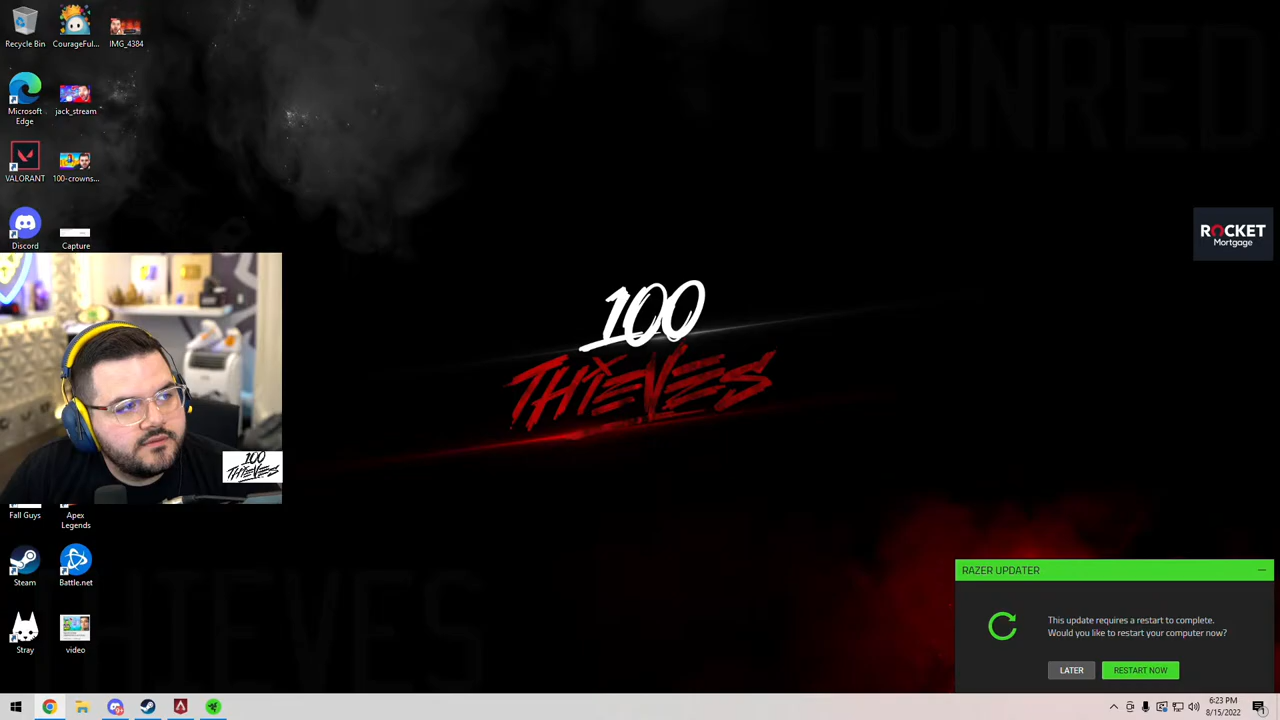 Recycle Bin
CourageFul...
IMG_4384
Microsoft
Edge
jack_stream
VALORANT
100-crowns...
Discord
Capture
HUNRED
ROCKET
Mortgage
100
THIEVES
100
THIEVES
Fall Guys
Apex
Legends
Steam
Battle.net
Stray
video
THIEVES
RAZER UPDATER
This update requires a restart to complete.
Would you like to restart your computer now?
LATER
RESTART NOW
6:23 PM
8/15/2022
1